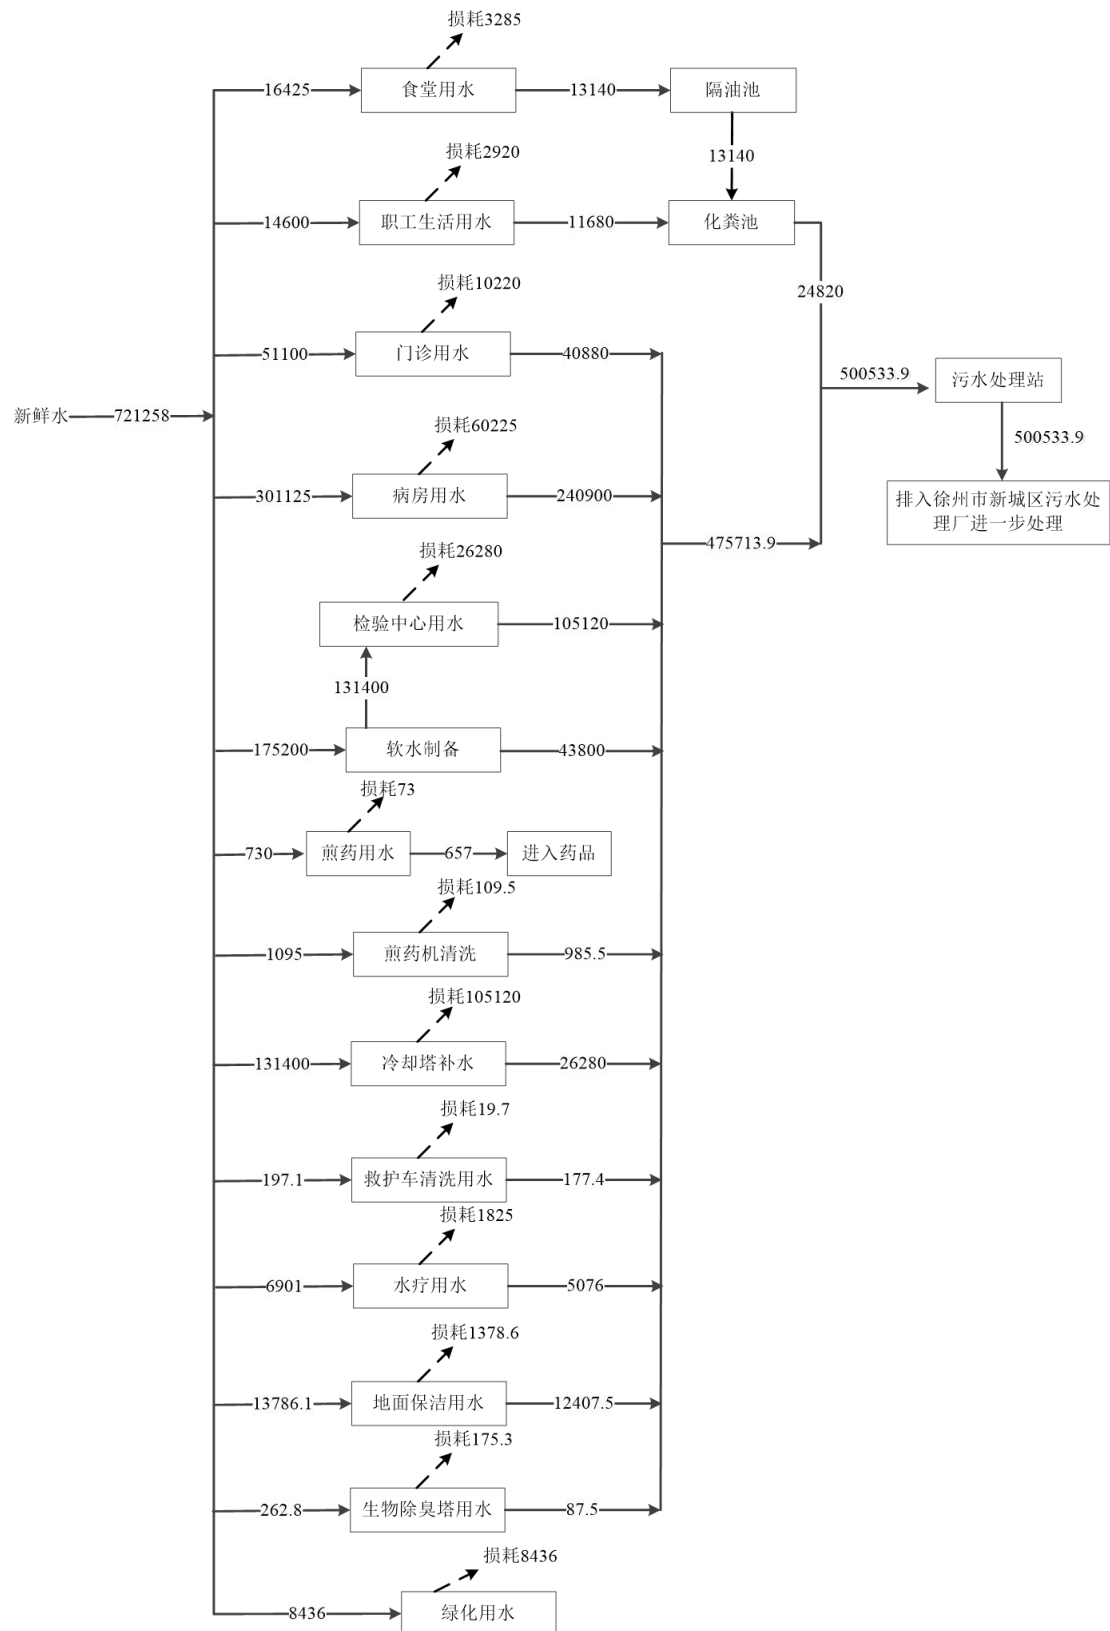 损耗3285
16425
食堂用水
13140
隔油池
13140
损耗2920
14600
职工生活用水
11680
化粪池
24820
损耗10220
51100
门诊用水
40880
500533.9
污水处理站
500533.9
排入徐州市新城区污水处
理厂进一步处理
新鲜水
721258
损耗60225
301125
病房用水
240900
475713.9
损耗26280
检验中心用水
105120
131400
175200
软水制备
43800
损耗73
730
煎药用水
657
进入药品
损耗109.5
1095
煎药机清洗
985.5
损耗105120
131400
冷却塔补水
26280
损耗19.7
197.1
救护车清洗用水
177.4
损耗1825
6901
水疗用水
5076
损耗1378.6
13786.1
地面保洁用水
12407.5
损耗175.3
262.8
生物除臭塔用水
87.5
损耗8436
8436
绿化用水